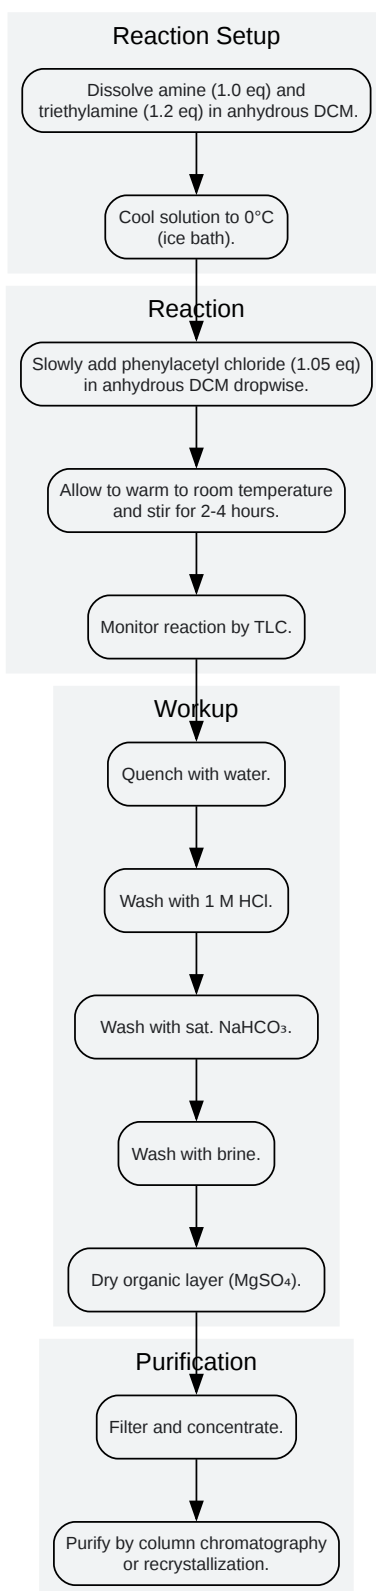 Reaction Setup
Dissolve amine (1.0 eq) and
triethylamine (1.2 eq) in anhydrous DCM.
Cool solution to 0°C
(ice bath).
Reaction
Slowly add phenylacetyl chloride (1.05 eq)
in anhydrous DCM dropwise.
Allow to warm to room temperature
and stir for 2-4 hours.
Monitor reaction by TLC.
Workup
Quench with water.
Wash with 1 M HCl.
Wash with sat. NaHCO₃.
Wash with brine.
Dry organic layer (MgSO₄).
Purification
Filter and concentrate.
Purify by column chromatography
or recrystallization.